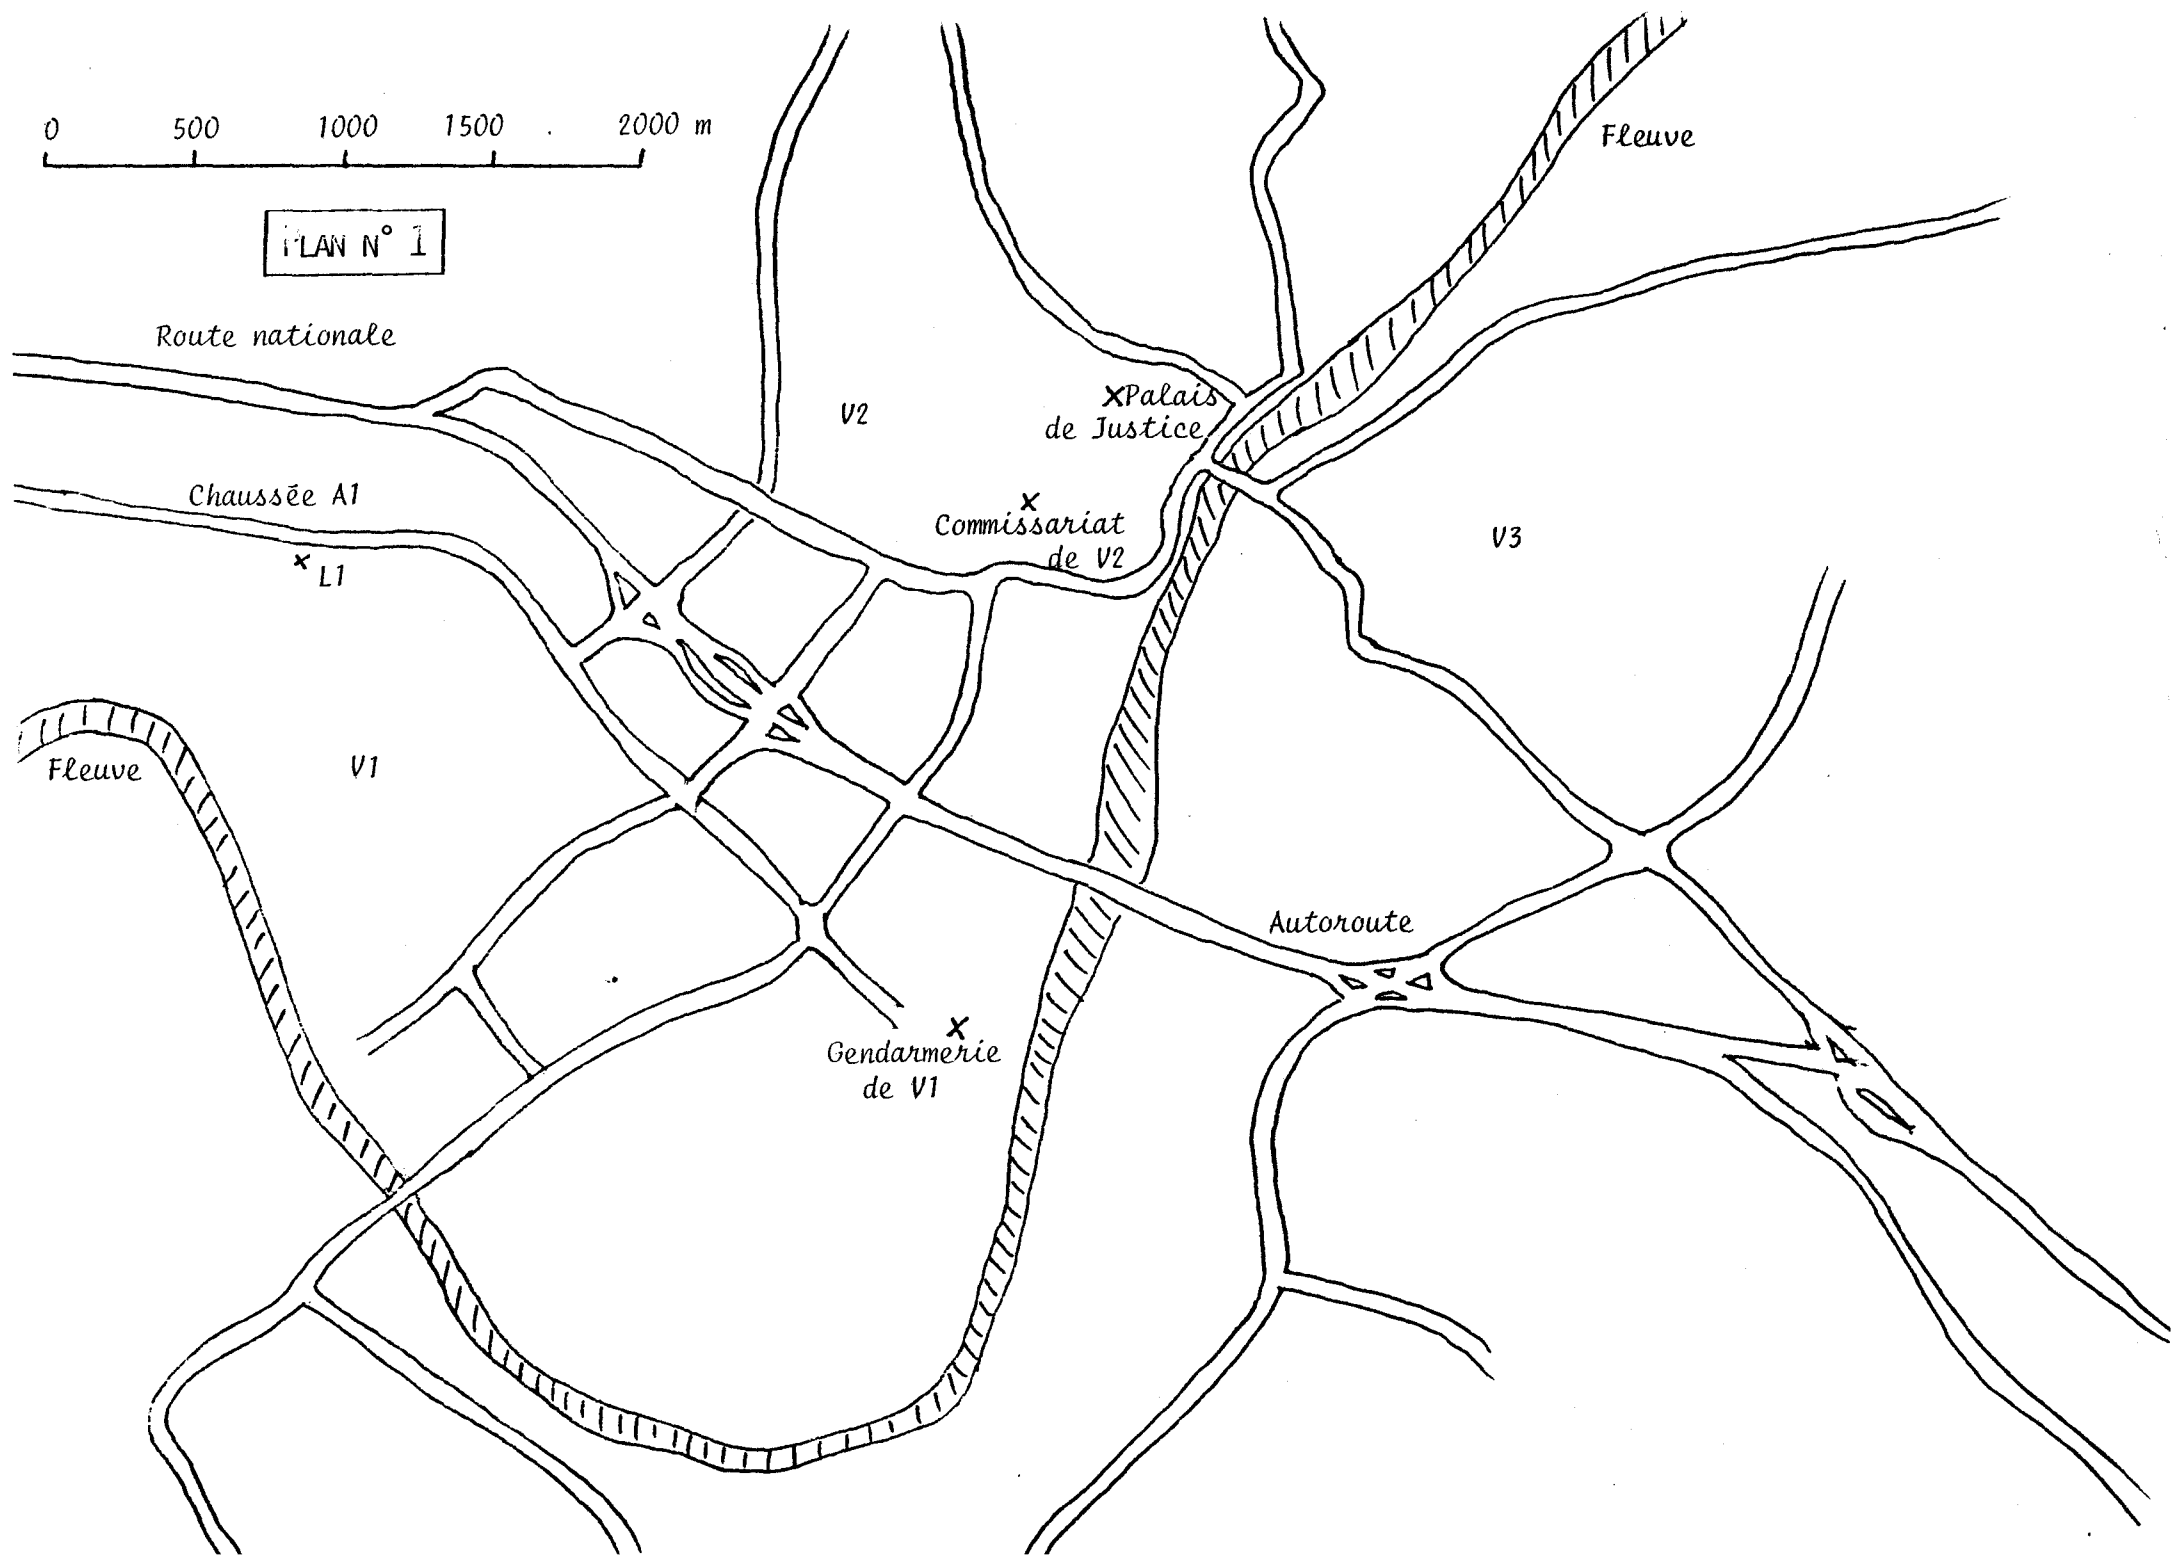 0 500 1000 1500 2000 m
PLAN N° 1
Fleuve
Route nationale
V2
Palais
de Justice
Chaussée A1
Commissariat
de V2
V3
L1
Fleuve
V1
Autoroute
Gendarmerie
de V1